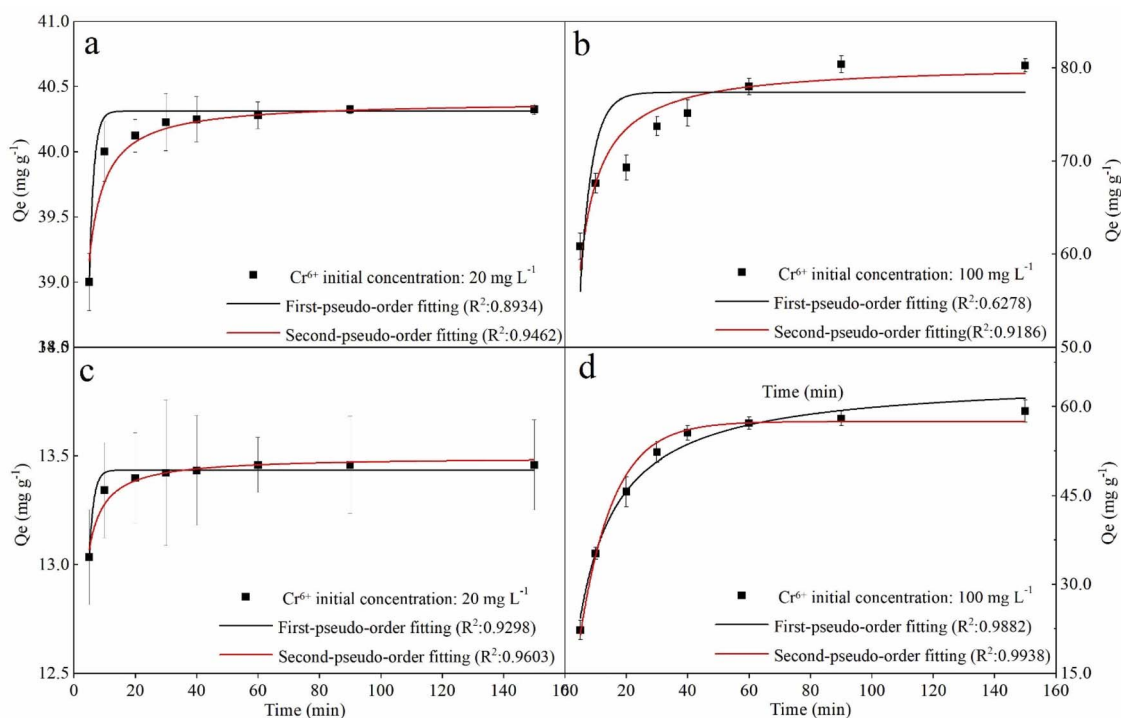 a
41.0
40.5
40.0
39.5
39.0
Qe (mg g⁻¹)
Cr⁶⁺ initial concentration: 20 mg L⁻¹
First-pseudo-order fitting (R²:0.8934)
Second-pseudo-order fitting (R²:0.9462)
b
80.0
70.0
60.0
50.0
Qe (mg g⁻¹)
Cr⁶⁺ initial concentration: 100 mg L⁻¹
First-pseudo-order fitting (R²:0.6278)
Second-pseudo-order fitting(R²:0.9186)
c
13.5
13.0
12.5
Qe (mg g⁻¹)
Cr⁶⁺ initial concentration: 20 mg L⁻¹
First-pseudo-order fitting (R²:0.9298)
Second-pseudo-order fitting (R²:0.9603)
0 20 40 60 80 100 120 140 160
Time (min)
d
Time (min)
60.0
45.0
30.0
15.0
Qe (mg g⁻¹)
Cr⁶⁺ initial concentration: 100 mg L⁻¹
First-pseudo-order fitting (R²:0.9882)
Second-pseudo-order fitting (R²:0.9938)
20 40 60 80 100 120 140 160
Time (min)